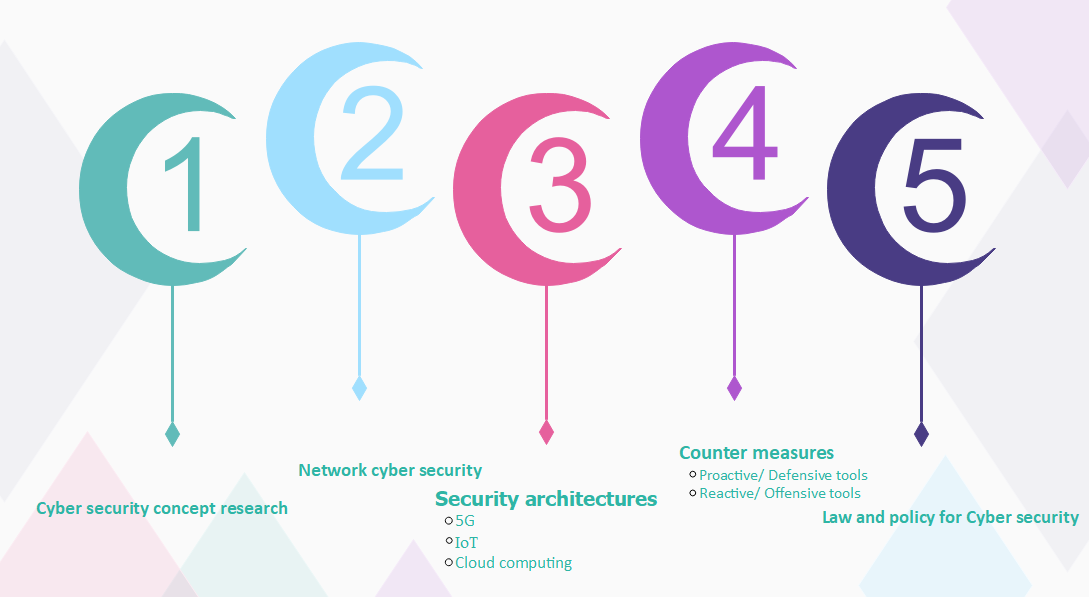 1
2
3
4
5
Cyber security concept research
Network cyber security
Security architectures
5G
IoT
Cloud computing
Counter measures
Proactive/ Defensive tools
Reactive/ Offensive tools
Law and policy for Cyber security